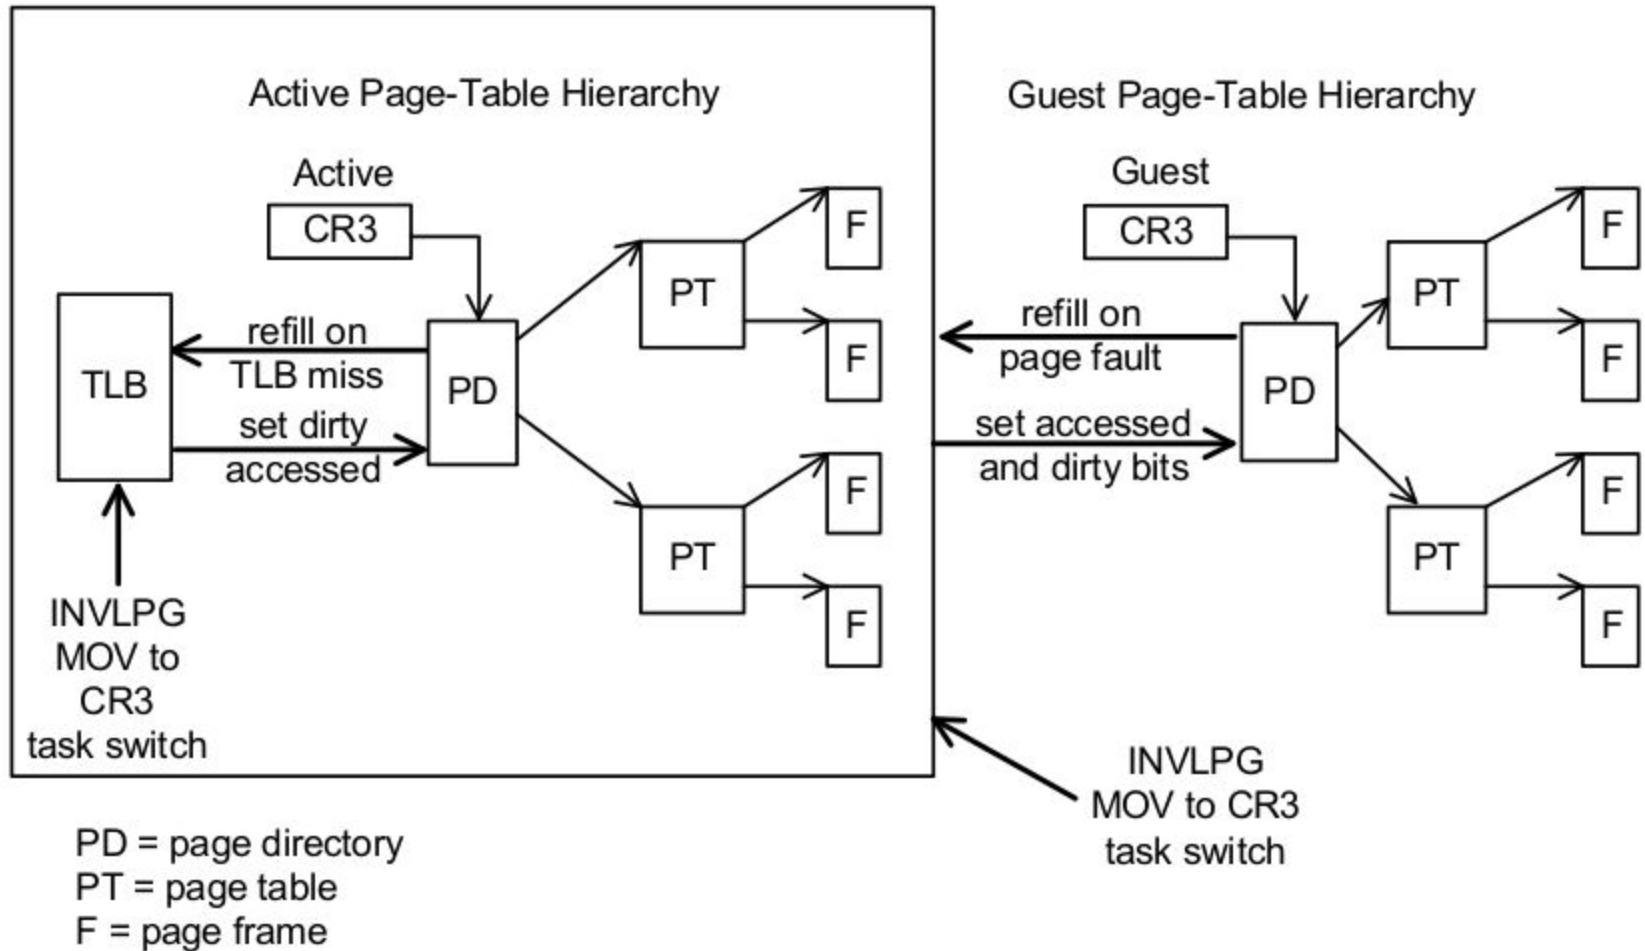 Active Page-Table Hierarchy
Active
CR3
TLB
refill on
TLB miss
set dirty
accessed
PD
PT
F
F
PT
F
F
INVLPG
MOV to
CR3
task switch
Guest Page-Table Hierarchy
Guest
CR3
refill on
page fault
set accessed
and dirty bits
PD
PT
F
F
PT
F
F
INVLPG
MOV to CR3
task switch
PD = page directory
PT = page table
F = page frame